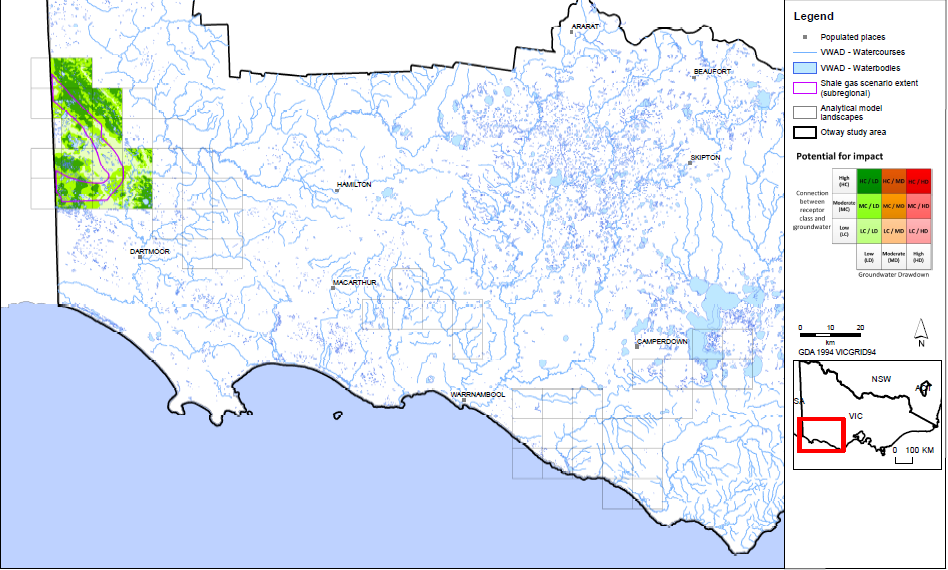 ARARAT
BEAUFORT
SKIPTON
HAMILTON
DARTMOOR
MACARTHUR
CAMPERDOWN
WARRNAMBOOL
Legend
Populated places
VWAD - Watercourses
VWAD - Waterbodies
Shale gas scenario extent
(subregional)
Analytical model
landscapes
Otway study area
Potential for impact
Connection
between
receptor
class and
groundwater
High
(HC)
HC / LD
HC / MD
HC / HD
Moderate
(MC)
MC / LD
MC / MD
MC / HD
Low
(LC)
LC / LD
LC / MD
LC / HD
Low
(LD)
Moderate
(MD)
High
(HD)
Groundwater Drawdown
0 10 20
km
N
GDA 1994 VICGRID94
NSW
SA
VIC
0 100 KM